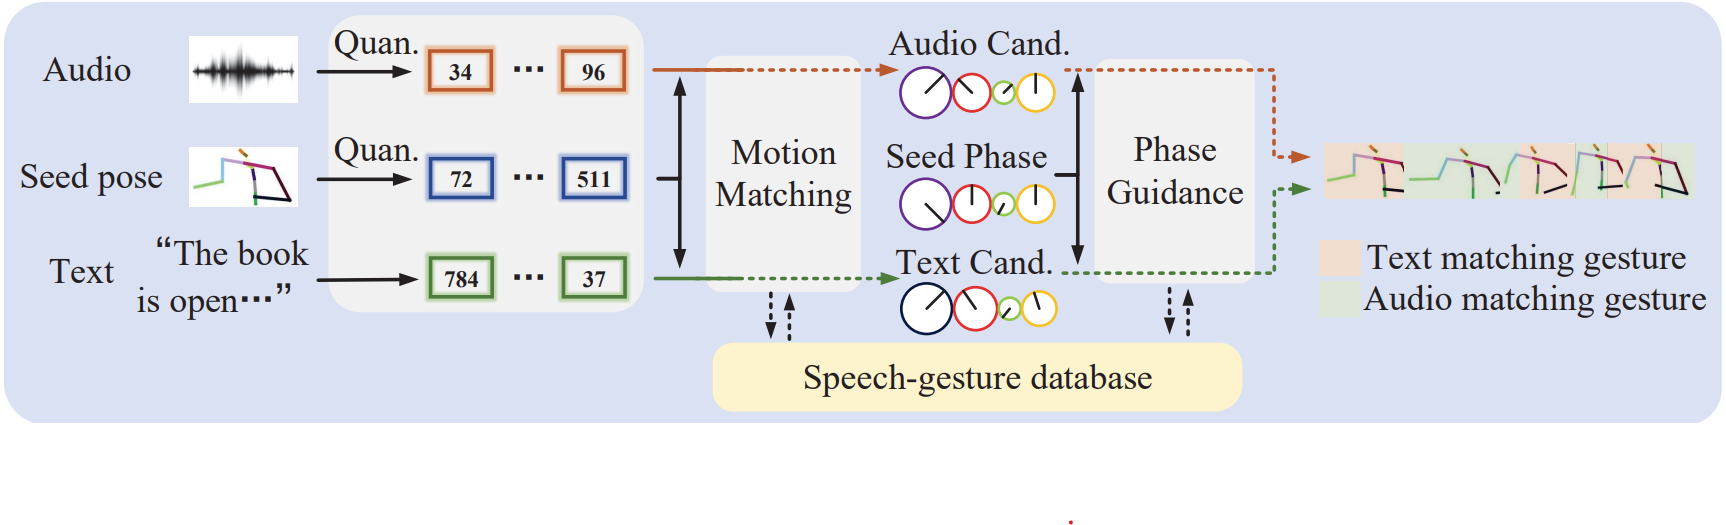 Audio
Quan.
34 ... 96
Audio Cand.
Seed pose
Quan.
72 ... 511
Motion
Matching
Seed Phase
Phase
Guidance
Text
“The book
is open...”
784 ... 37
Text Cand.
Text matching gesture
Audio matching gesture
Speech-gesture database